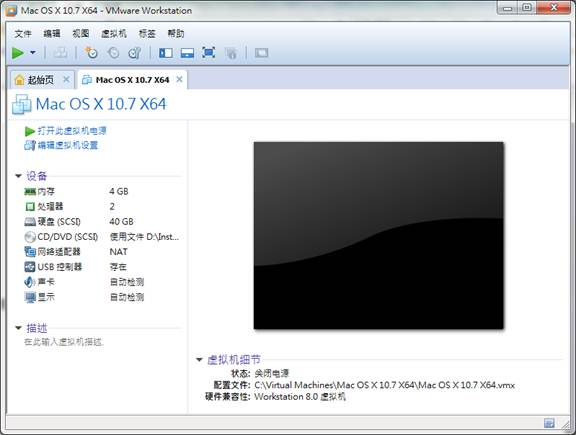 Mac OS X 10.7 X64 - VMware Workstation
文件 编辑 视图 虚拟机 标签 帮助
起始页 Mac OS X 10.7 X64
Mac OS X 10.7 X64
打开此虚拟机电源
编辑虚拟机设置
设备
内存 4 GB
处理器 2
硬盘 (SCSI) 40 GB
CD/DVD (SCSI) 使用文件 D:\Inst...
网络适配器 NAT
USB 控制器 存在
声卡 自动检测
显示 自动检测
描述
在此输入虚拟机描述.
虚拟机细节
状态: 关闭电源
配置文件: C:\Virtual Machines\Mac OS X 10.7 X64\Mac OS X 10.7 X64.vmx
硬件兼容性: Workstation 8.0 虚拟机